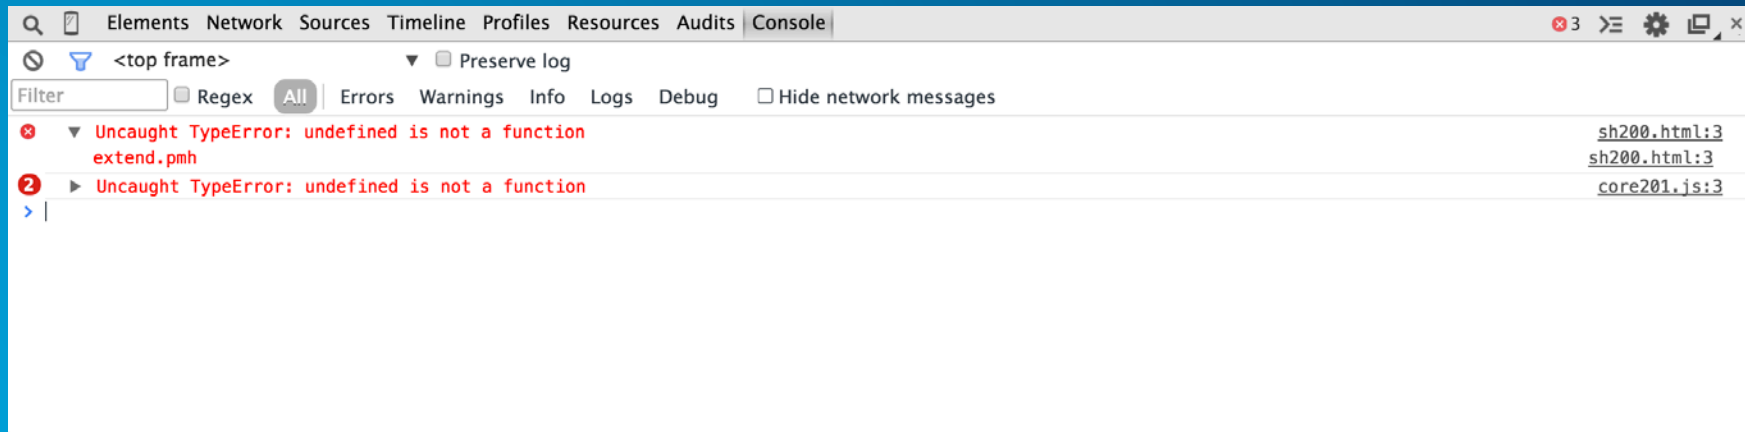 Elements Network Sources Timeline Profiles Resources Audits Console 3
<top frame> Preserve log
Filter Regex All Errors Warnings Info Logs Debug Hide network messages
Uncaught TypeError: undefined is not a function sh200.html:3
extend.pmh sh200.html:3
2 Uncaught TypeError: undefined is not a function core201.js:3